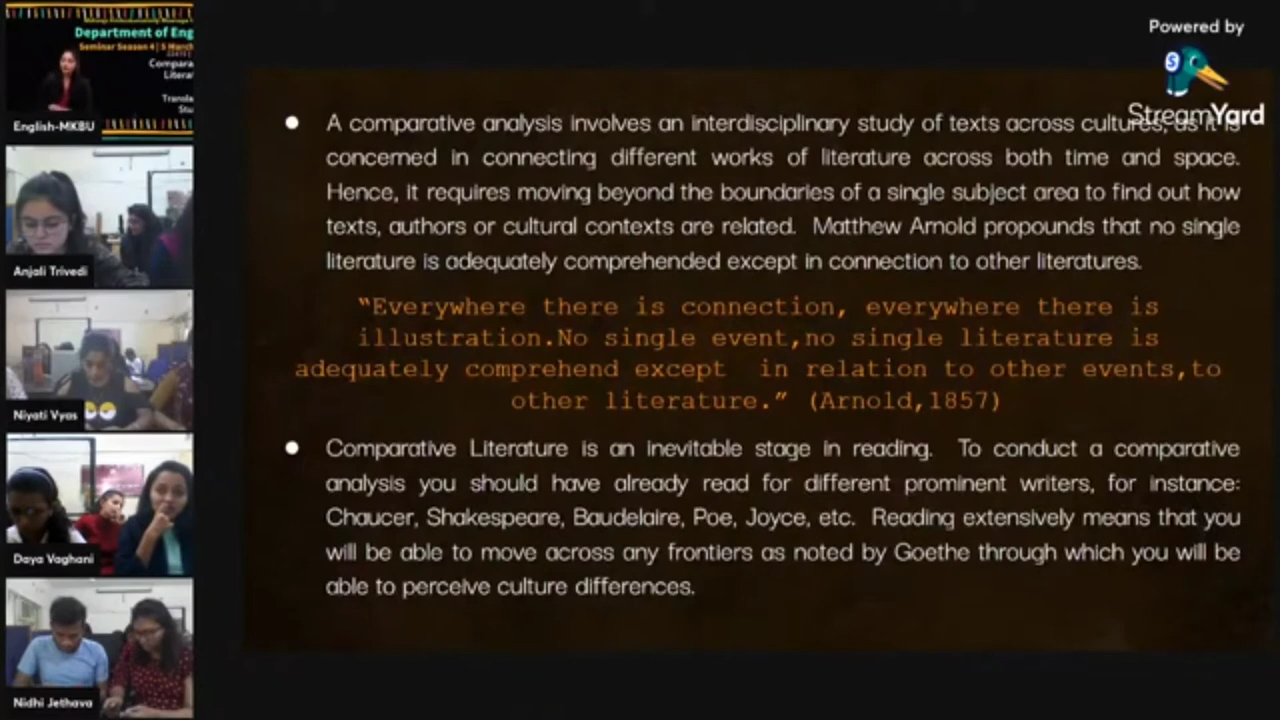 Department of Eng
Seminar Season 4 | 5 March
Compara
Literat
Transla
Stu
English-MKBU
Anjali Trivedi
Niyati Vyas
Daya Vaghani
Nidhi Jethava
Powered by
StreamYard
A comparative analysis involves an interdisciplinary study of texts across cultures, as it is
concerned in connecting different works of literature across both time and space.
Hence, it requires moving beyond the boundaries of a single subject area to find out how
texts, authors or cultural contexts are related. Matthew Arnold propounds that no single
literature is adequately comprehended except in connection to other literatures.
“Everywhere there is connection, everywhere there is
illustration.No single event,no single literature is
adequately comprehend except in relation to other events,to
other literature.” (Arnold,1857)
Comparative Literature is an inevitable stage in reading. To conduct a comparative
analysis you should have already read for different prominent writers, for instance:
Chaucer, Shakespeare, Baudelaire, Poe, Joyce, etc. Reading extensively means that you
will be able to move across any frontiers as noted by Goethe through which you will be
able to perceive culture differences.